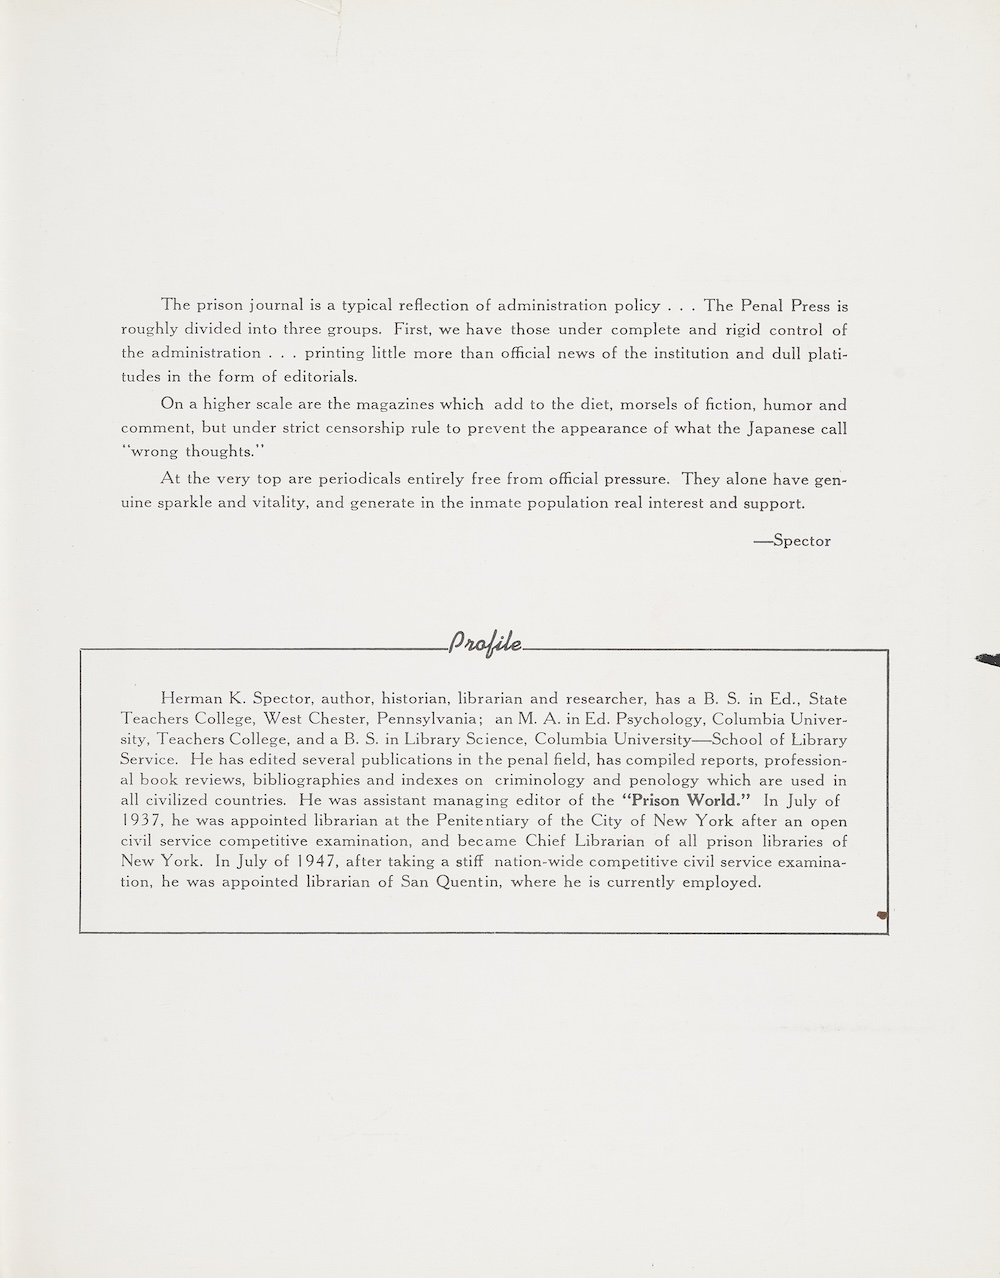 The prison journal is a typical reflection of administration policy . . . The Penal Press is
roughly divided into three groups. First, we have those under complete and rigid control of
the administration . . . printing little more than official news of the institution and dull plati-
tudes in the form of editorials.
On a higher scale are the magazines which add to the diet, morsels of fiction, humor and
comment, but under strict censorship rule to prevent the appearance of what the Japanese call
"wrong thoughts."
At the very top are periodicals entirely free from official pressure. They alone have gen-
uine sparkle and vitality, and generate in the inmate population real interest and support.
—Spector
Profile
Herman K. Spector, author, historian, librarian and researcher, has a B. S. in Ed., State
Teachers College, West Chester, Pennsylvania; an M. A. in Ed. Psychology, Columbia Univer-
sity, Teachers College, and a B. S. in Library Science, Columbia University—School of Library
Service. He has edited several publications in the penal field, has compiled reports, profession-
al book reviews, bibliographies and indexes on criminology and penology which are used in
all civilized countries. He was assistant managing editor of the "Prison World." In July of
1937, he was appointed librarian at the Penitentiary of the City of New York after an open
civil service competitive examination, and became Chief Librarian of all prison libraries of
New York. In July of 1947, after taking a stiff nation-wide competitive civil service examina-
tion, he was appointed librarian of San Quentin, where he is currently employed.